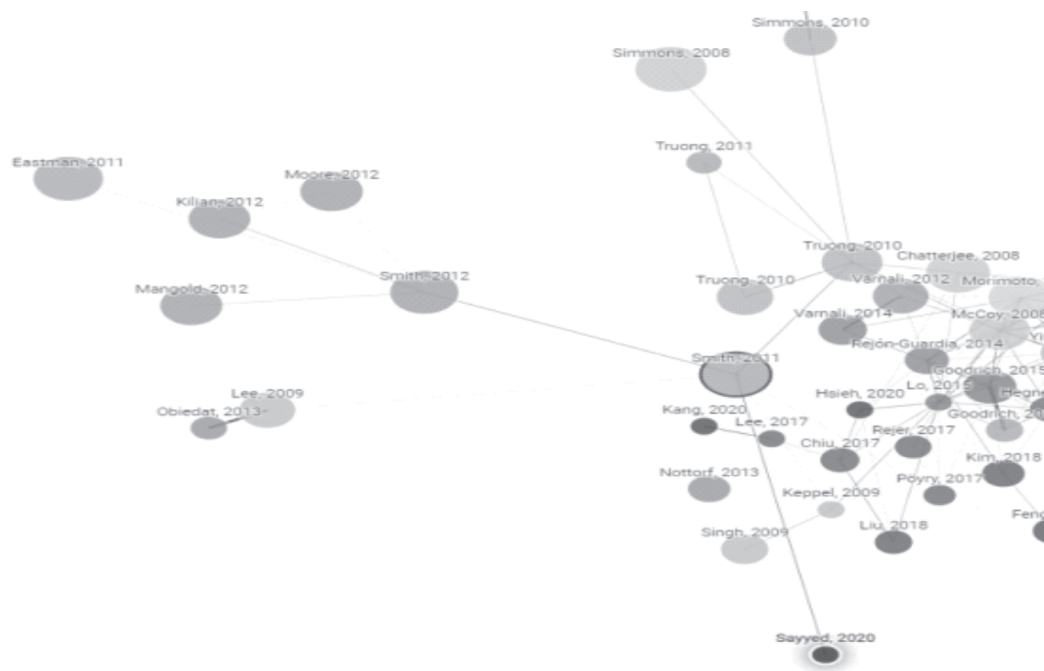 Simmons, 2010
Simmons, 2008
Truong, 2011
Eastman, 2011
Moore, 2012
Kilian, 2012
Truong, 2010
Chatterjee, 2008
Smith, 2012
Truong, 2010
Varnali, 2012
Morimoto,
Mangold, 2012
Varnali, 2014
McCoy, 2008
Rejón-Guardia, 2014
Smith, 2011
Goodrich, 2015
Lee, 2009
Hsieh, 2020
Lo, 2015
Obiedat, 2013
Kang, 2020
Lee, 2017
Goodrich,
Chiu, 2017
Rejer, 2017
Kim, 2018
Nottorf, 2013
Keppel, 2009
Pöyry, 2017
Singh, 2009
Liu, 2018
Sayyed, 2020